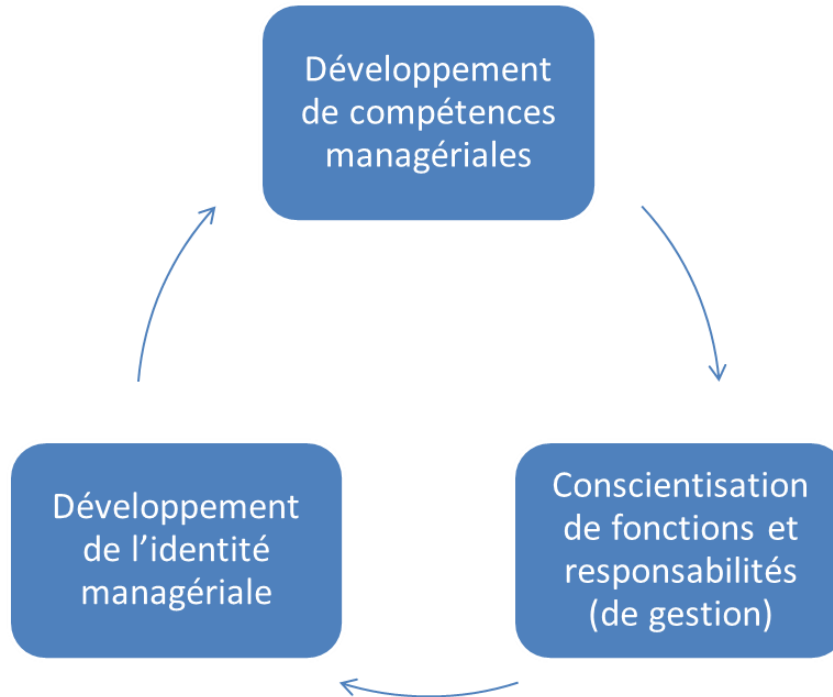 Développement
de compétences
managériales
Conscientisation
de fonctions et
responsabilités
(de gestion)
Développement
de l’identité
managériale